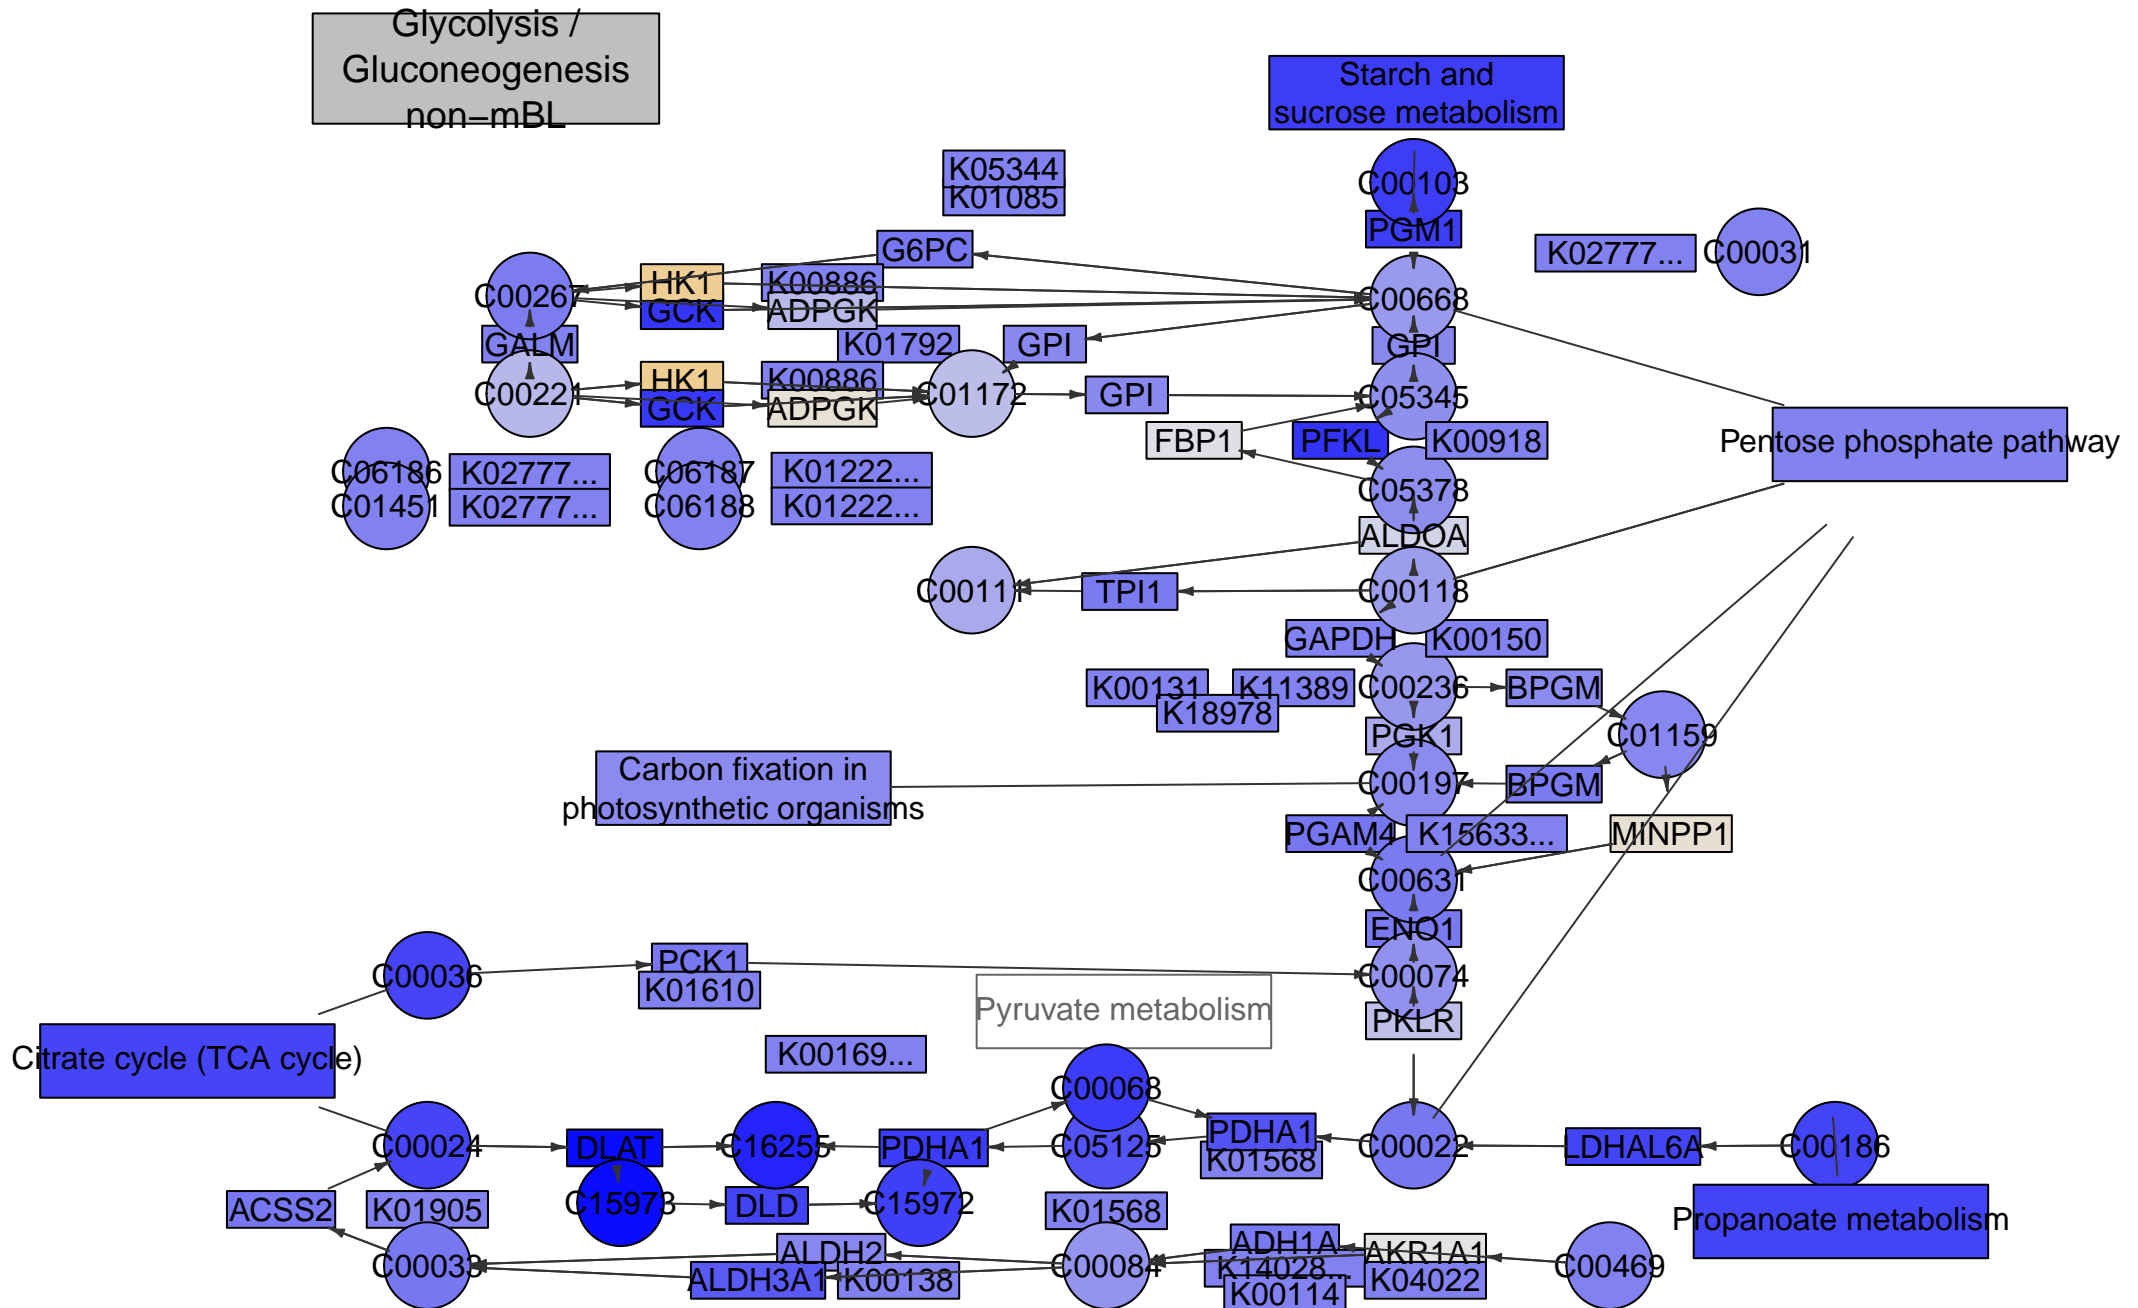 Glycolysis /
Gluconeogenesis
non−mBL
Starch and
sucrose metabolism
K05344
K01085
C00103
PGM1
G6PC
K02777...
C00031
C00267
HK1
K00886
GCK
ADPGK
C00668
GALM
K01792
GPI
GPI
C00221
HK1
K00886
GCK
ADPGK
C01172
GPI
C05345
FBP1
PFKL
K00918
Pentose phosphate pathway
C06186
K02777...
C06187
K01222...
C01451
K02777...
C06188
K01222...
C05378
ALDOA
C00111
TPI1
C00118
GAPDH
K00150
K00131
K11389
K18978
C00236
BPGM
PGK1
C01159
Carbon fixation in
photosynthetic organisms
C00197
BPGM
PGAM4
K15633...
MINPP1
C00631
ENO1
C00036
PCK1
K01610
C00074
Pyruvate metabolism
PKLR
Citrate cycle (TCA cycle)
K00169...
C00068
C00024
DLAT
C16255
PDHA1
C05125
PDHA1
K01568
C00022
LDHAL6A
C00186
ACSS2
K01905
C15973
DLD
C15972
K01568
Propanoate metabolism
C00033
ALDH2
ALDH3A1
K00138
C00084
ADH1A
K14028...
K00114
AKR1A1
K04022
C00469